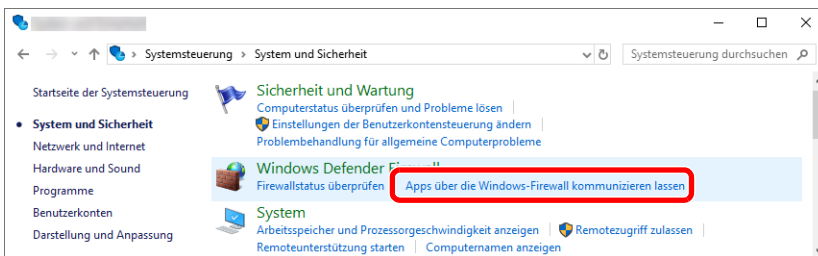 Systemsteuerung › System und Sicherheit
Systemsteuerung durchsuchen
Startseite der Systemsteuerung
System und Sicherheit
Netzwerk und Internet
Hardware und Sound
Programme
Benutzerkonten
Darstellung und Anpassung
Sicherheit und Wartung
Computerstatus überprüfen und Probleme lösen
Einstellungen der Benutzerkontensteuerung ändern
Problembehandlung für allgemeine Computerprobleme
Windows Defender Firewall
Firewallstatus überprüfen Apps über die Windows-Firewall kommunizieren lassen
System
Arbeitsspeicher und Prozessorgeschwindigkeit anzeigen Remotezugriff zulassen
Remoteunterstützung starten Computernamen anzeigen